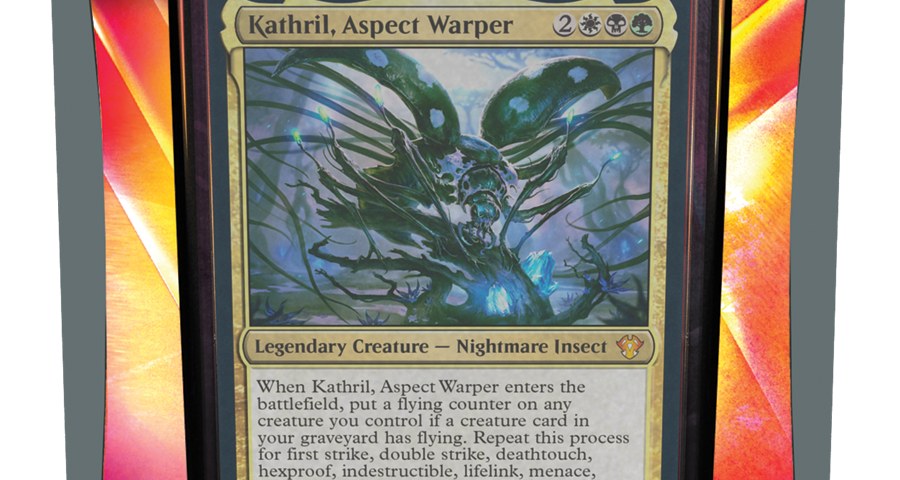 Kathril, Aspect Warper 2
Legendary Creature — Nightmare Insect
When Kathril, Aspect Warper enters the
battlefield, put a flying counter on any
creature you control if a creature card in
your graveyard has flying. Repeat this process
for first strike, double strike, deathtouch,
hexproof, indestructible, lifelink, menace,